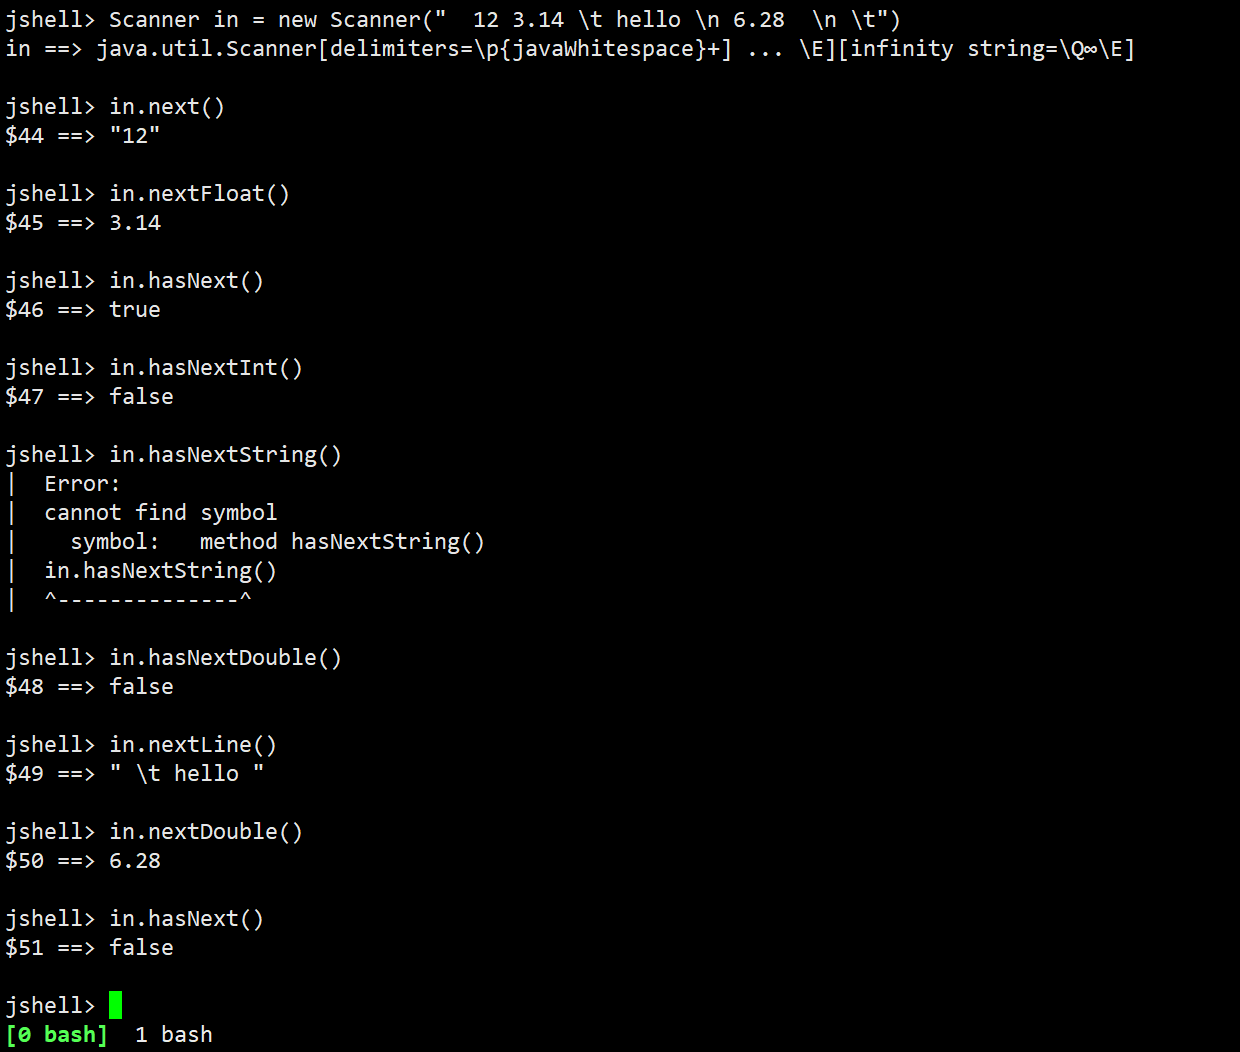 jshell> Scanner in = new Scanner("  12 3.14 \t hello \n 6.28  \n \t")
in ==> java.util.Scanner[delimiters=\p{javaWhitespace}+] ... \E][infinity string=\Q∞\E]
jshell> in.next()
$44 ==> "12"
jshell> in.nextFloat()
$45 ==> 3.14
jshell> in.hasNext()
$46 ==> true
jshell> in.hasNextInt()
$47 ==> false
jshell> in.hasNextString()
|  Error:
|  cannot find symbol
|    symbol:   method hasNextString()
|  in.hasNextString()
|  ^--------------^
jshell> in.hasNextDouble()
$48 ==> false
jshell> in.nextLine()
$49 ==> " \t hello "
jshell> in.nextDouble()
$50 ==> 6.28
jshell> in.hasNext()
$51 ==> false
jshell>
[0 bash]  1 bash